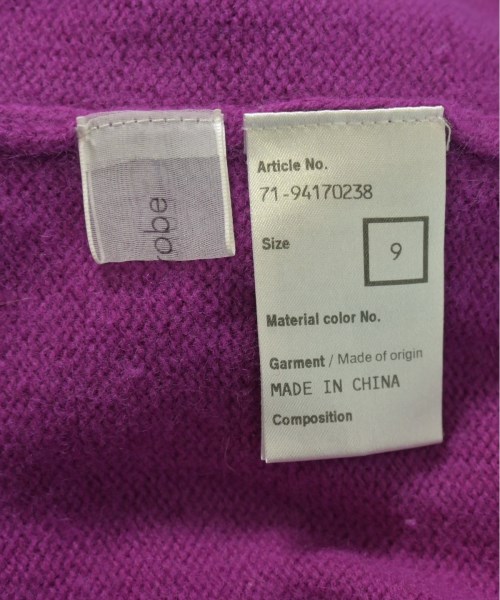 robe
Article No.
71-94170238
Size
9
Material color No.
Garment / Made of origin
MADE IN CHINA
Composition